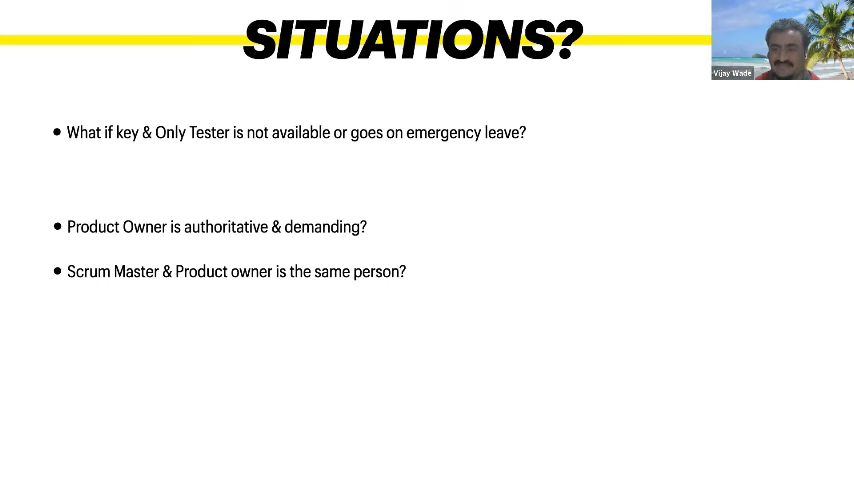 SITUATIONS?
Vijay Wade
• What if key & Only Tester is not available or goes on emergency leave?
• Product Owner is authoritative & demanding?
• Scrum Master & Product owner is the same person?